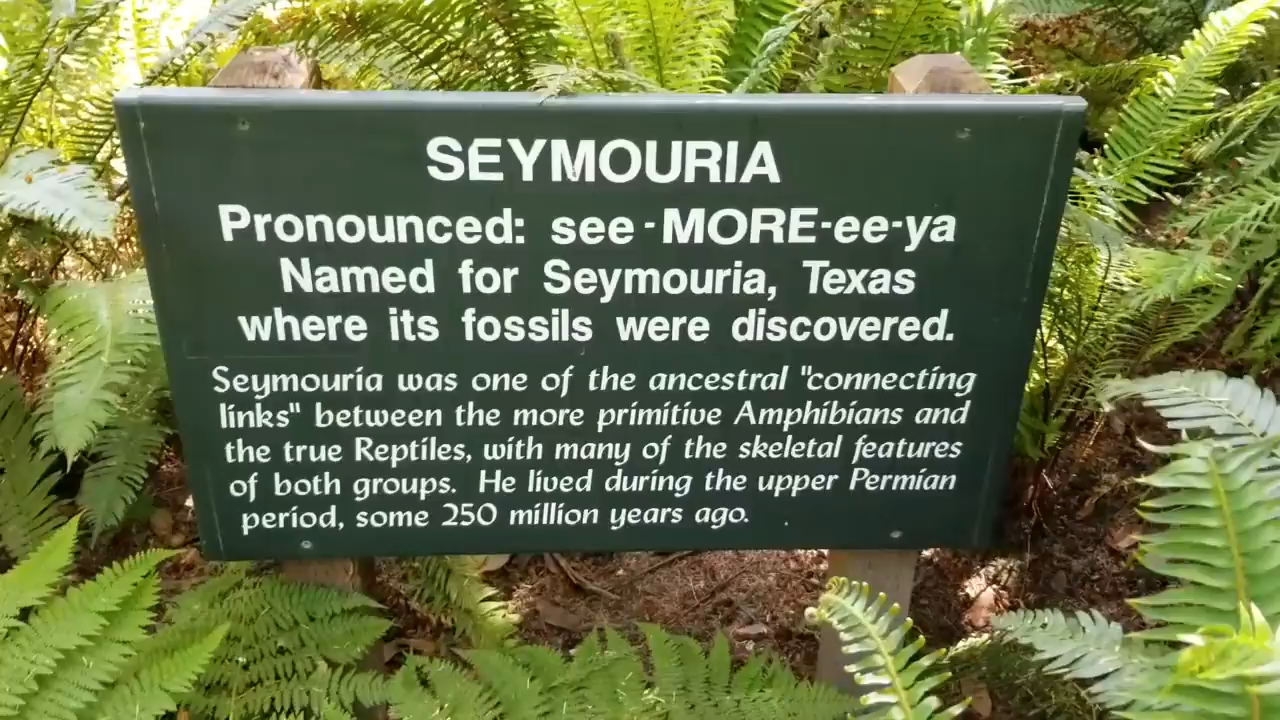 SEYMOURIA
Pronounced: see-MORE-ee-ya
Named for Seymouria, Texas
where its fossils were discovered.
Seymouria was one of the ancestral "connecting
links" between the more primitive Amphibians and
the true Reptiles, with many of the skeletal features
of both groups. He lived during the upper Permian
period, some 250 million years ago.